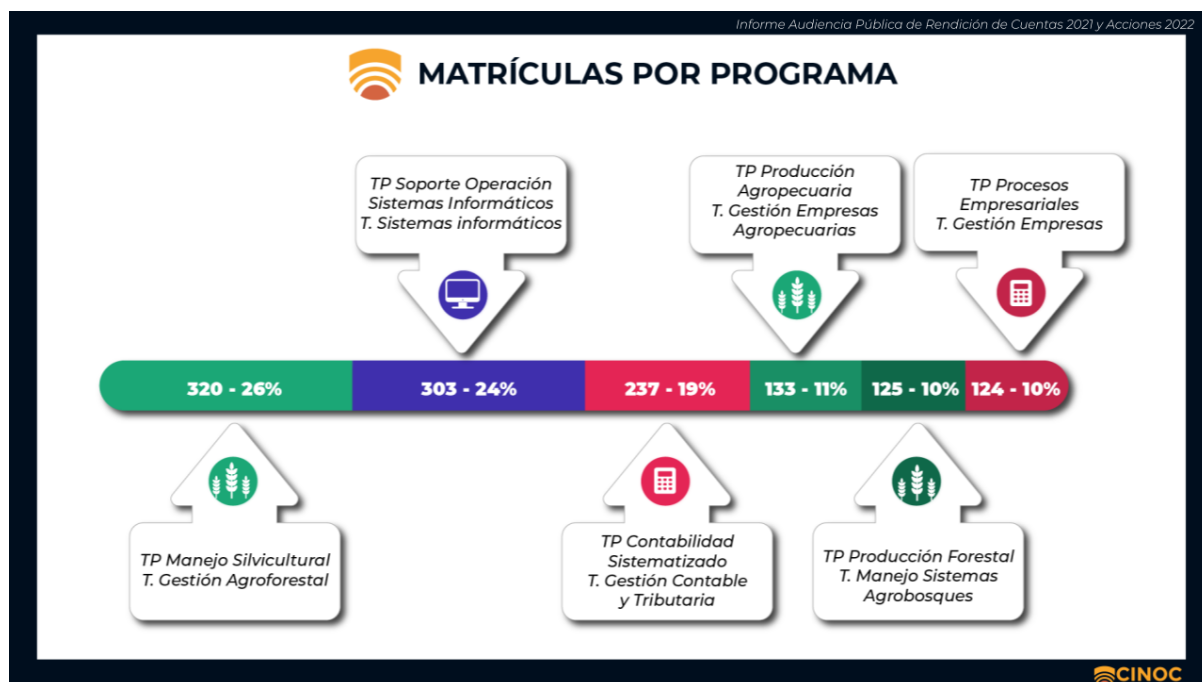 Informe Audiencia Pública de Rendición de Cuentas 2021 y Acciones 2022
MATRÍCULAS POR PROGRAMA
TP Soporte Operación
Sistemas Informáticos
T. Sistemas informáticos
TP Producción
Agropecuaria
T. Gestión Empresas
Agropecuarias
TP Procesos
Empresariales
T. Gestión Empresas
320 - 26%
303 - 24%
237 - 19%
133 - 11%
125 - 10%
124 - 10%
TP Manejo Silvicultural
T. Gestión Agroforestal
TP Contabilidad
Sistematizado
T. Gestión Contable
y Tributaria
TP Producción Forestal
T. Manejo Sistemas
Agrobosques
CINOC